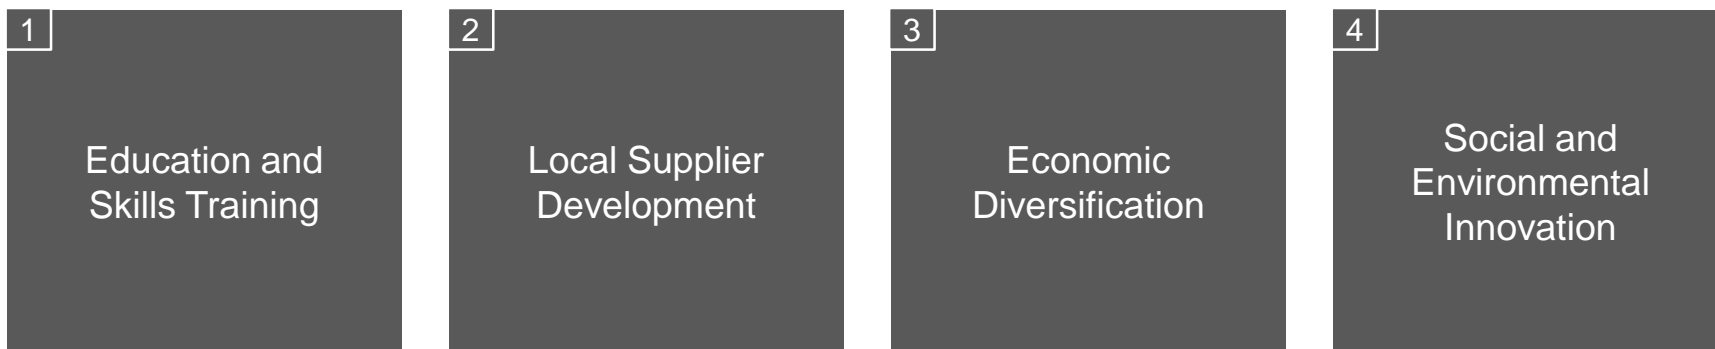 1
Education and
Skills Training
2
Local Supplier
Development
3
Economic
Diversification
4
Social and
Environmental
Innovation